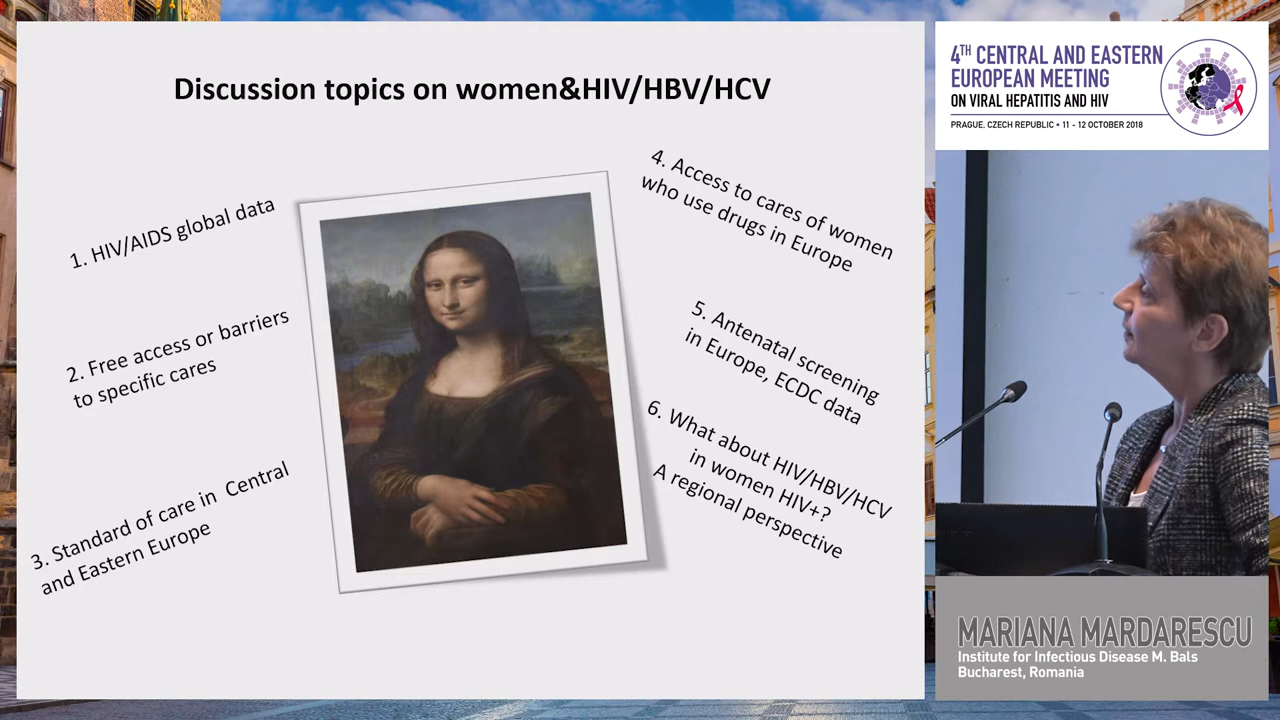 Discussion topics on women&HIV/HBV/HCV
1. HIV/AIDS global data
2. Free access or barriers
to specific cares
3. Standard of care in Central
and Eastern Europe
4. Access to cares of women
who use drugs in Europe
5. Antenatal screening
in Europe, ECDC data
6. What about HIV/HBV/HCV
in women HIV+?
A regional perspective
4TH CENTRAL AND EASTERN
EUROPEAN MEETING
ON VIRAL HEPATITIS AND HIV
PRAGUE, CZECH REPUBLIC • 11 - 12 OCTOBER 2018
MARIANA MARDARESCU
Institute for Infectious Disease M. Bals
Bucharest, Romania